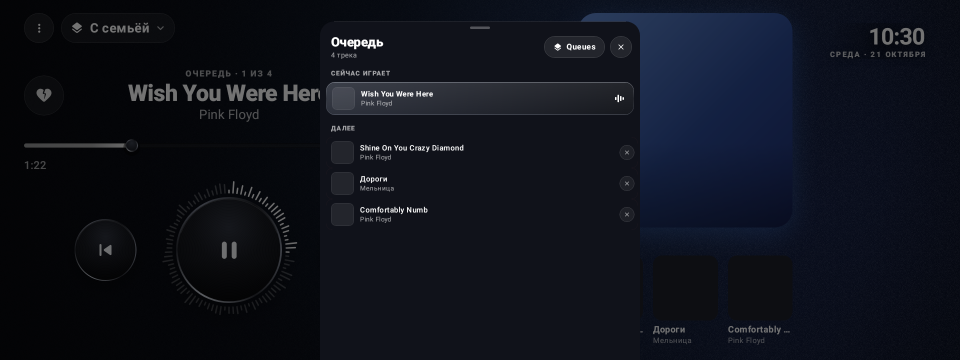 С семьёй
ОЧЕРЕДЬ · 1 ИЗ 4
Wish You Were Here
Pink Floyd
1:22
Очередь
4 трека
Queues
СЕЙЧАС ИГРАЕТ
Wish You Were Here
Pink Floyd
ДАЛЕЕ
Shine On You Crazy Diamond
Pink Floyd
Дороги
Мельница
Comfortably Numb
Pink Floyd
10:30
СРЕДА · 21 ОКТЯБРЯ
Дороги
Мельница
Comfortably ...
Pink Floyd